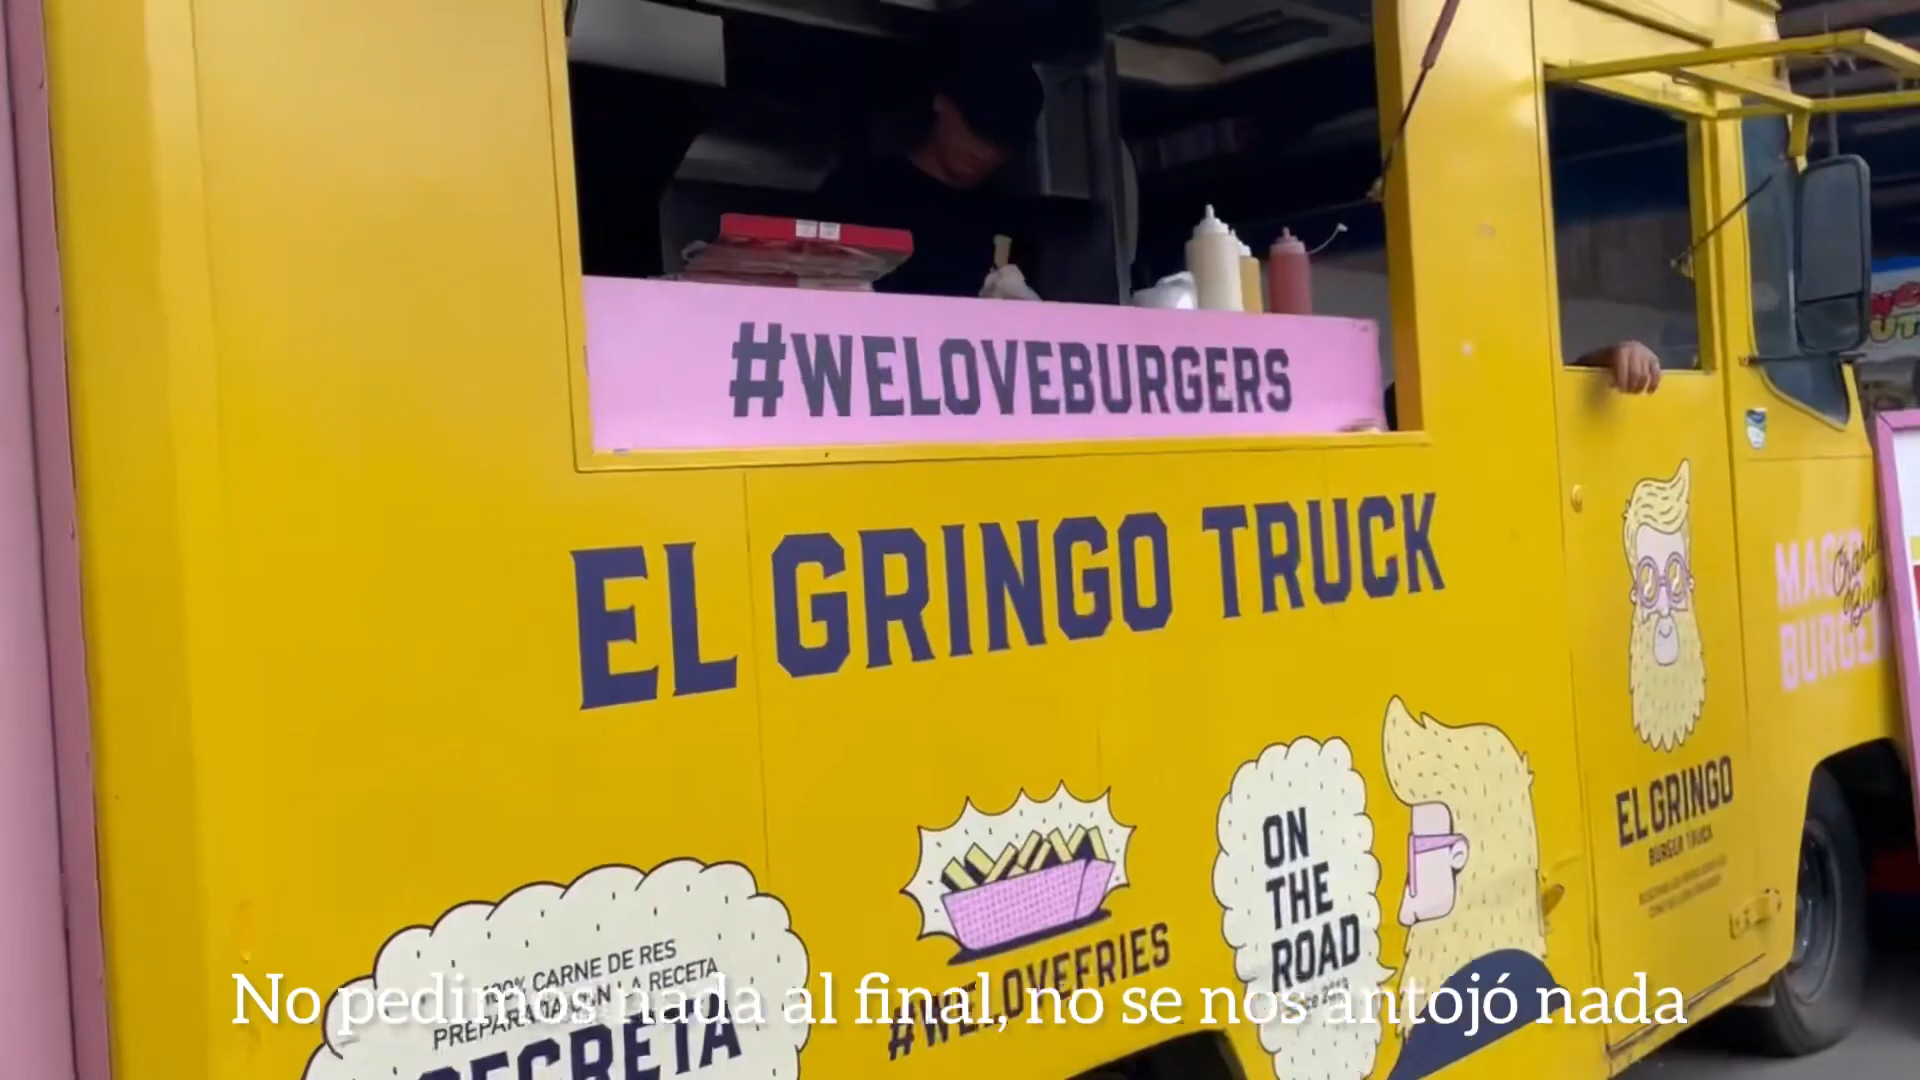 #WELOVEBURGERS
EL GRINGO TRUCK
EL GRINGO
BURGER TRUCK
BURGER
ON
THE
ROAD
100% CARNE DE RES
PREPARADA CON LA RECETA
SECRETA
#WELOVEFRIES
No pedimos nada al final, no se nos antojó nada